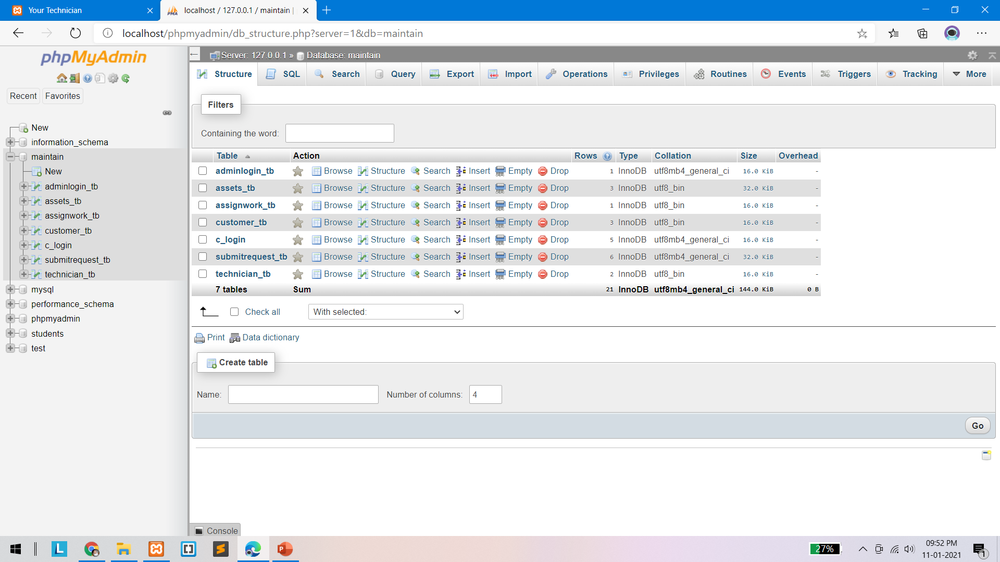 Your Technician
localhost / 127.0.0.1 / maintain |
localhost/phpmyadmin/db_structure.php?server=1&db=maintain
phpMyAdmin
Recent Favorites
New
information_schema
maintain
New
adminlogin_tb
assets_tb
assignwork_tb
customer_tb
c_login
submitrequest_tb
technician_tb
mysql
performance_schema
phpmyadmin
students
test
Server: 127.0.0.1 » Database: maintain
Structure SQL Search Query Export Import Operations Privileges Routines Events Triggers Tracking More
Filters
Containing the word:
Table Action Rows Type Collation Size Overhead
adminlogin_tb Browse Structure Search Insert Empty Drop 1 InnoDB utf8mb4_general_ci 16.0 KiB -
assets_tb Browse Structure Search Insert Empty Drop 3 InnoDB utf8_bin 32.0 KiB -
assignwork_tb Browse Structure Search Insert Empty Drop 1 InnoDB utf8_bin 16.0 KiB -
customer_tb Browse Structure Search Insert Empty Drop 3 InnoDB utf8_bin 16.0 KiB -
c_login Browse Structure Search Insert Empty Drop 5 InnoDB utf8mb4_general_ci 16.0 KiB -
submitrequest_tb Browse Structure Search Insert Empty Drop 6 InnoDB utf8mb4_general_ci 32.0 KiB -
technician_tb Browse Structure Search Insert Empty Drop 2 InnoDB utf8_bin 16.0 KiB -
7 tables Sum 21 InnoDB utf8mb4_general_ci 144.0 KiB 0 B
Check all With selected:
Print Data dictionary
Create table
Name: Number of columns: 4
Go
Console
27%
09:52 PM
11-01-2021
1